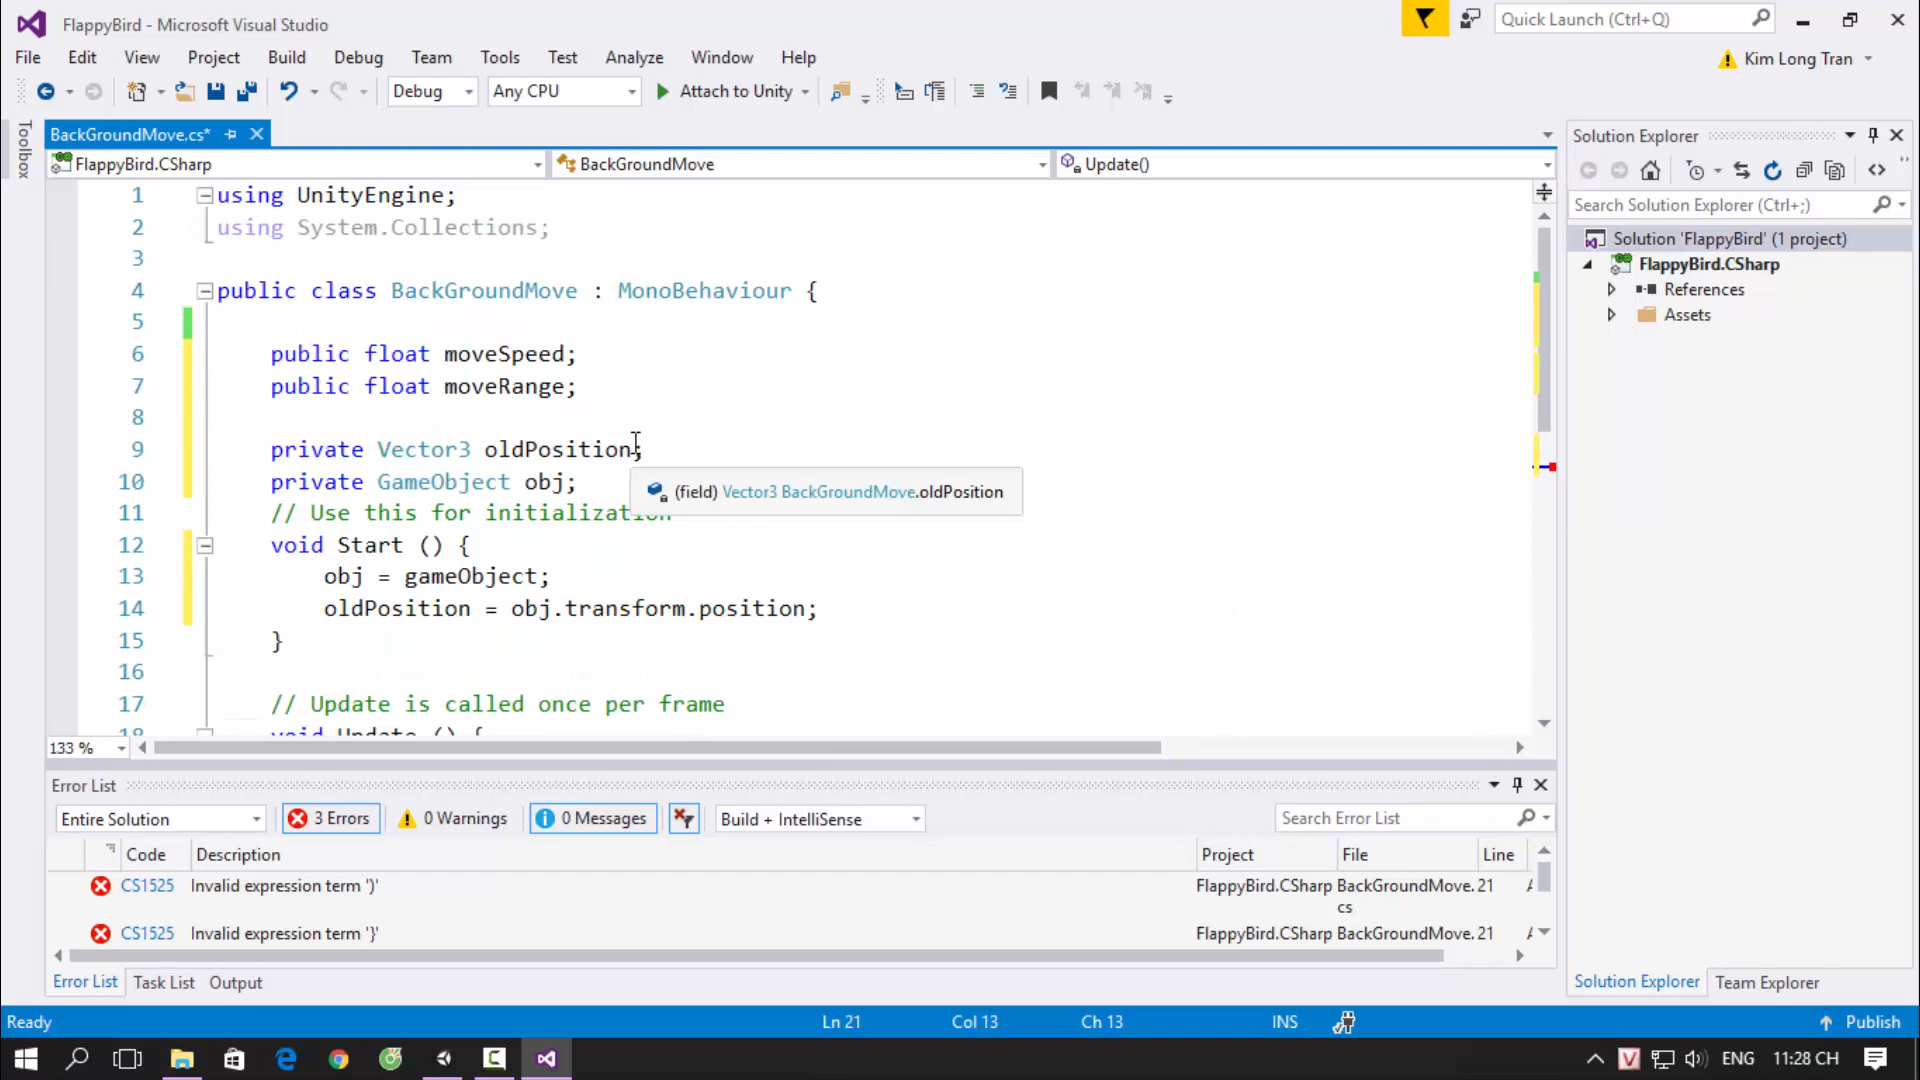 FlappyBird - Microsoft Visual Studio
Quick Launch (Ctrl+Q)
File Edit View Project Build Debug Team Tools Test Analyze Window Help
Kim Long Tran
Debug Any CPU Attach to Unity
Toolbox
BackGroundMove.cs*
FlappyBird.CSharp BackGroundMove Update()
1 using UnityEngine;
2 using System.Collections;
3
4 public class BackGroundMove : MonoBehaviour {
5
6 public float moveSpeed;
7 public float moveRange;
8
9 private Vector3 oldPosition;
10 private GameObject obj;
(field) Vector3 BackGroundMove.oldPosition
11 // Use this for initialization
12 void Start () {
13 obj = gameObject;
14 oldPosition = obj.transform.position;
15 }
16
17 // Update is called once per frame
18 void Update () {
133 %
Solution Explorer
Search Solution Explorer (Ctrl+;)
Solution 'FlappyBird' (1 project)
FlappyBird.CSharp
References
Assets
Error List
Entire Solution 3 Errors 0 Warnings 0 Messages Build + IntelliSense Search Error List
Code Description Project File Line
CS1525 Invalid expression term ')' FlappyBird.CSharp BackGroundMove. 21
cs
CS1525 Invalid expression term '}' FlappyBird.CSharp BackGroundMove. 21
Error List Task List Output
Solution Explorer Team Explorer
Ready Ln 21 Col 13 Ch 13 INS Publish
ENG 11:28 CH